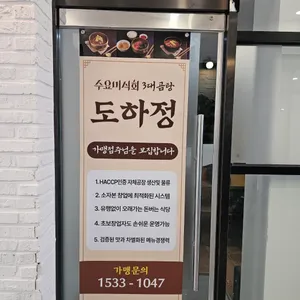 수요미식회 3대곰탕
도하정
가맹점주님을 모집합니다
1. HACCP인증 자체공장 생산및 물류
2. 소자본 창업에 최적화된 시스템
3. 유행없이 오래가는 돈버는 식당
4. 초보창업자도 손쉬운 운영가능
5. 검증된 맛과 차별화된 메뉴경쟁력
가맹문의
1533 - 1047